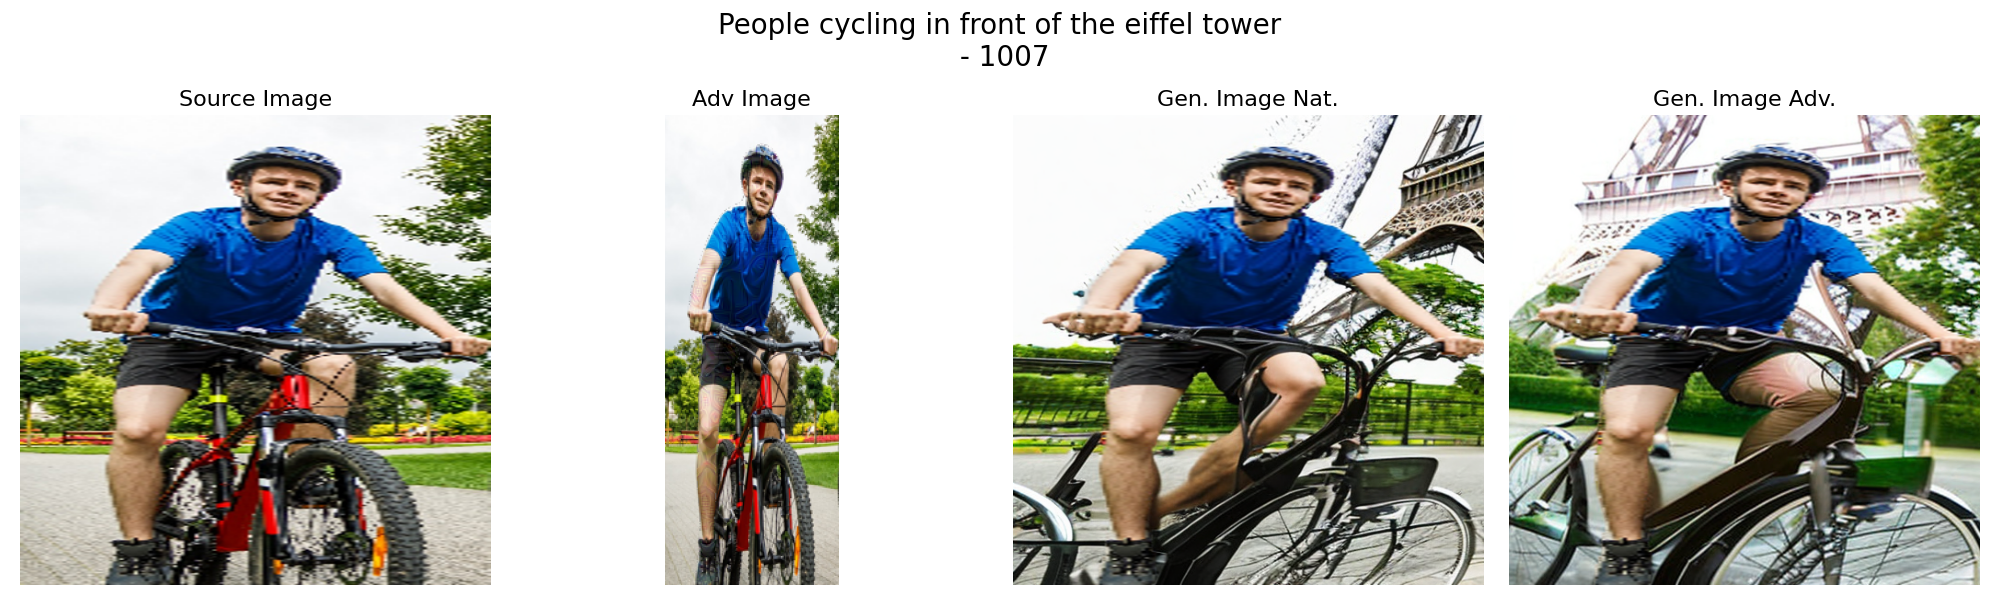 People cycling in front of the eiffel tower
- 1007
Source Image
Adv Image
Gen. Image Nat.
Gen. Image Adv.